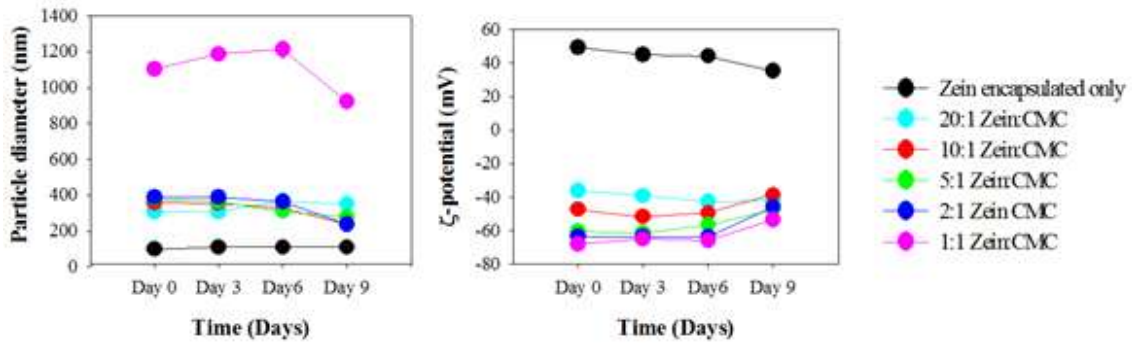 1400
1200
1000
800
600
400
200
0
Particle diameter (nm)
Day 0 Day 3 Day6 Day 9
Time (Days)
60
40
20
0
-20
-40
-60
-80
ζ-potential (mV)
Day 0 Day 3 Day6 Day 9
Time (Days)
Zein encapsulated only
20:1 Zein:CMC
10:1 Zein:CMC
5:1 Zein:CMC
2:1 Zein CMC
1:1 Zein:CMC